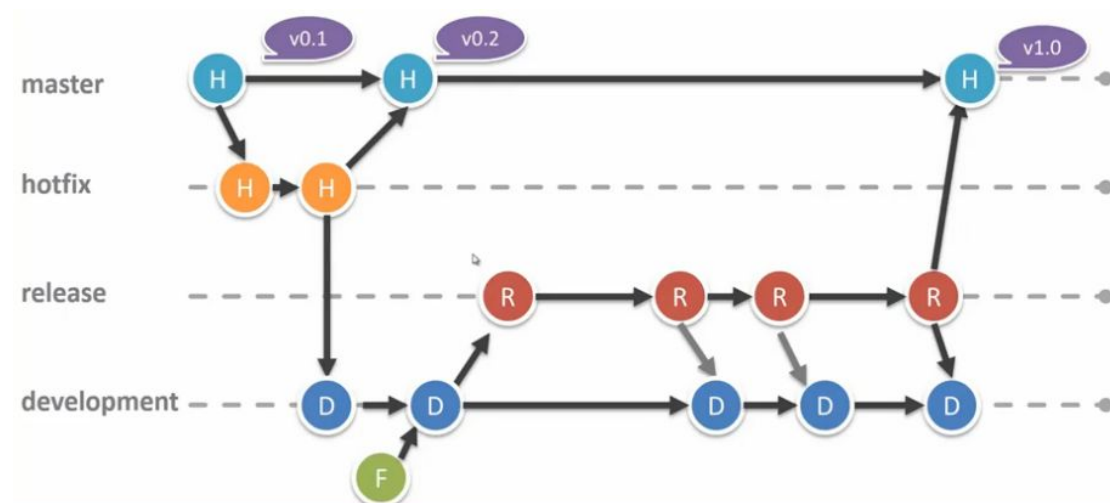 v0.1 v0.2 v1.0
master H H H
hotfix H H
release R R R R
development D D D D D
F